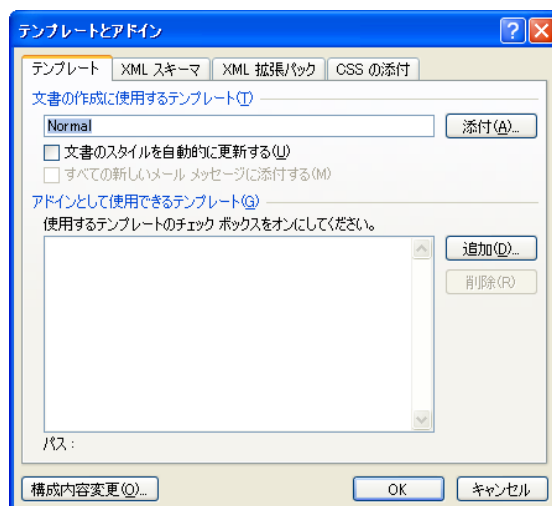 テンプレートとアドイン
テンプレート XML スキーマ XML 拡張パック CSS の添付
文書の作成に使用するテンプレート(T)
Normal 添付(A)...
文書のスタイルを自動的に更新する(U)
すべての新しいメール メッセージに添付する(M)
アドインとして使用できるテンプレート(G)
使用するテンプレートのチェック ボックスをオンにしてください。
追加(D)...
削除(R)
パス:
構成内容変更(O)... OK キャンセル